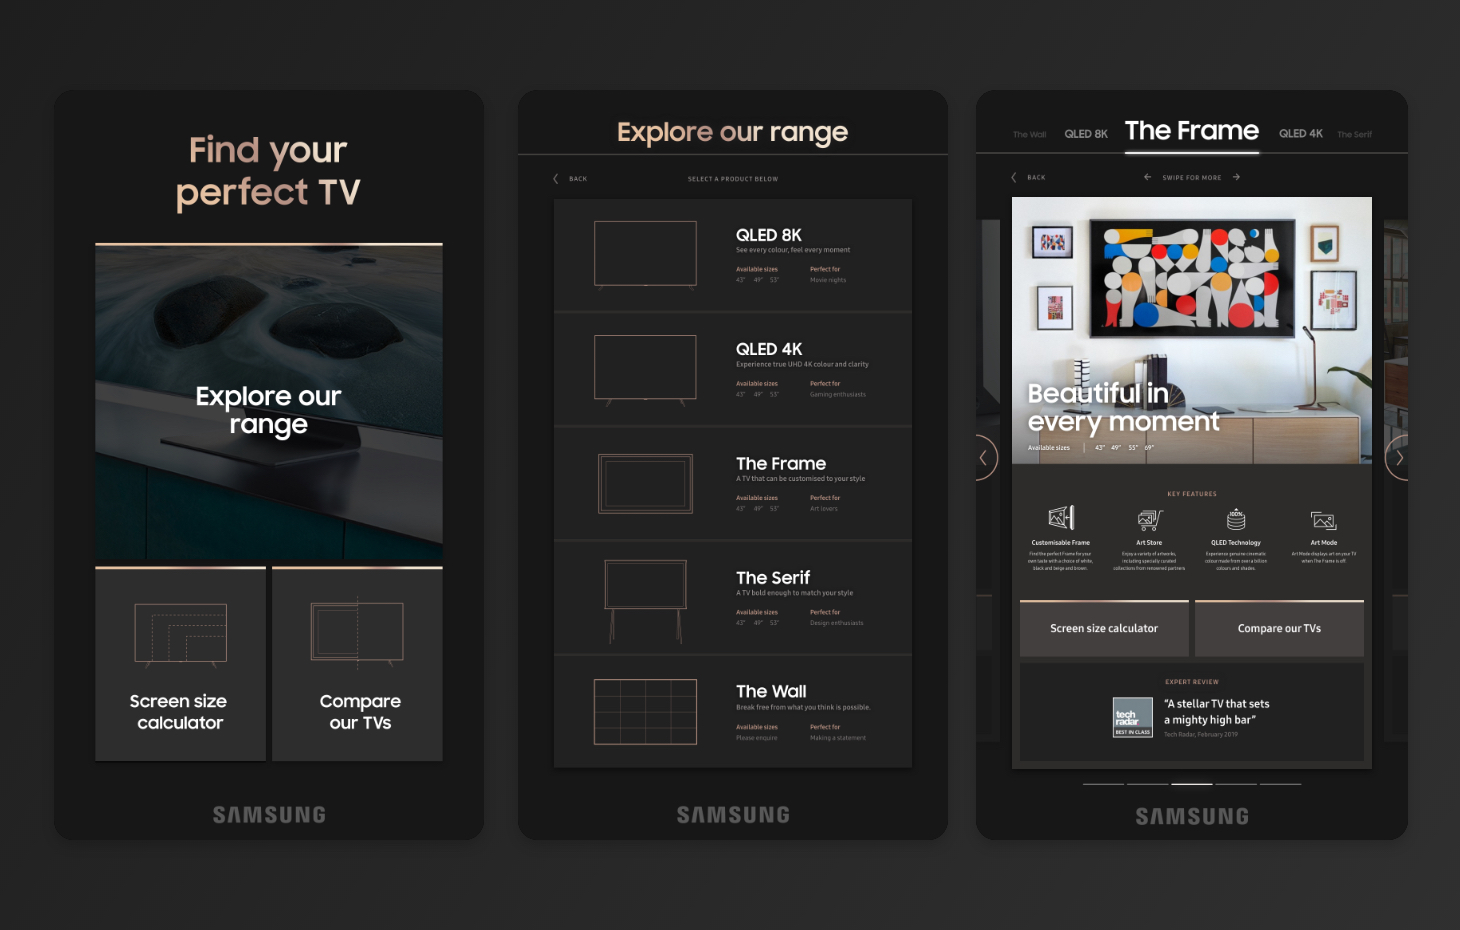 Find your
perfect TV
Explore our
range
Screen size
calculator
Compare
our TVs
SAMSUNG
Explore our range
BACK
SELECT A PRODUCT BELOW
QLED 8K
See every colour, feel every moment
Available sizes Perfect for
43" 49" 53" Movie nights
QLED 4K
Experience true UHD 4K colour and clarity
Available sizes Perfect for
43" 49" 53" Gaming enthusiasts
The Frame
A TV that can be customised to your style
Available sizes Perfect for
43" 49" 53" Art lovers
The Serif
A TV bold enough to match your style
Available sizes Perfect for
43" 49" 53" Design enthusiasts
The Wall
Break free from what you think is possible.
Available sizes Perfect for
Please enquire Making a statement
SAMSUNG
The Wall QLED 8K The Frame QLED 4K The Serif
BACK
SWIPE FOR MORE
Beautiful in
every moment
Available sizes 43" 49" 55" 69"
KEY FEATURES
100%
Customisable Frame
Find the perfect Frame for your
own taste with a choice of white,
black and beige and brown.
Art Store
Enjoy a variety of artworks,
including specially curated
collections from renowned partners
QLED Technology
Experience genuine cinematic
colour made from over a billion
colours and shades.
Art Mode
Art Mode displays art on your TV
when The Frame is off.
Screen size calculator
Compare our TVs
EXPERT REVIEW
tech
radar
BEST IN CLASS
“A stellar TV that sets
a mighty high bar”
Tech Radar, February 2019
SAMSUNG